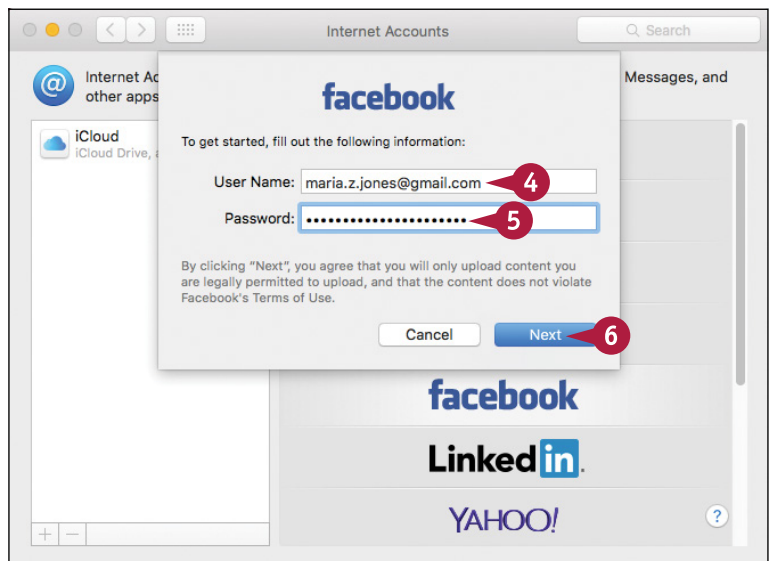 Internet Accounts
Search
Internet Ac
Messages, and
other apps
facebook
iCloud
iCloud Drive,
To get started, fill out the following information:
User Name: maria.z.jones@gmail.com
4
Password: ••••••••••••••••••••••
5
By clicking "Next", you agree that you will only upload content you
are legally permitted to upload, and that the content does not violate
Facebook's Terms of Use.
Cancel
Next
6
facebook
Linked in.
YAHOO!
?